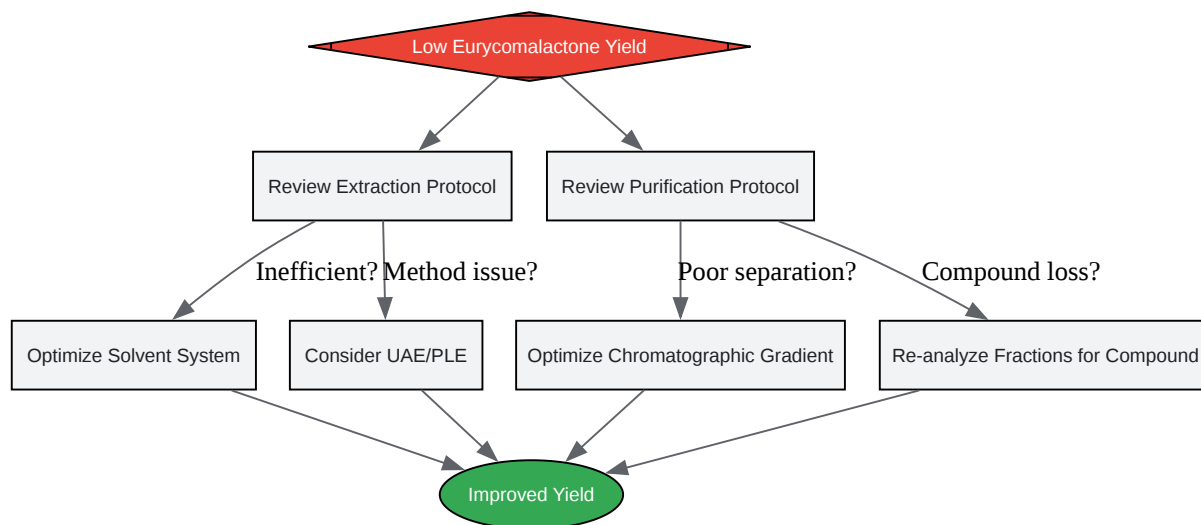 Low Eurycomalactone Yield
Review Extraction Protocol
Review Purification Protocol
Inefficient?
Method issue?
Poor separation?
Compound loss?
Optimize Solvent System
Consider UAE/PLE
Optimize Chromatographic Gradient
Re-analyze Fractions for Compound
Improved Yield